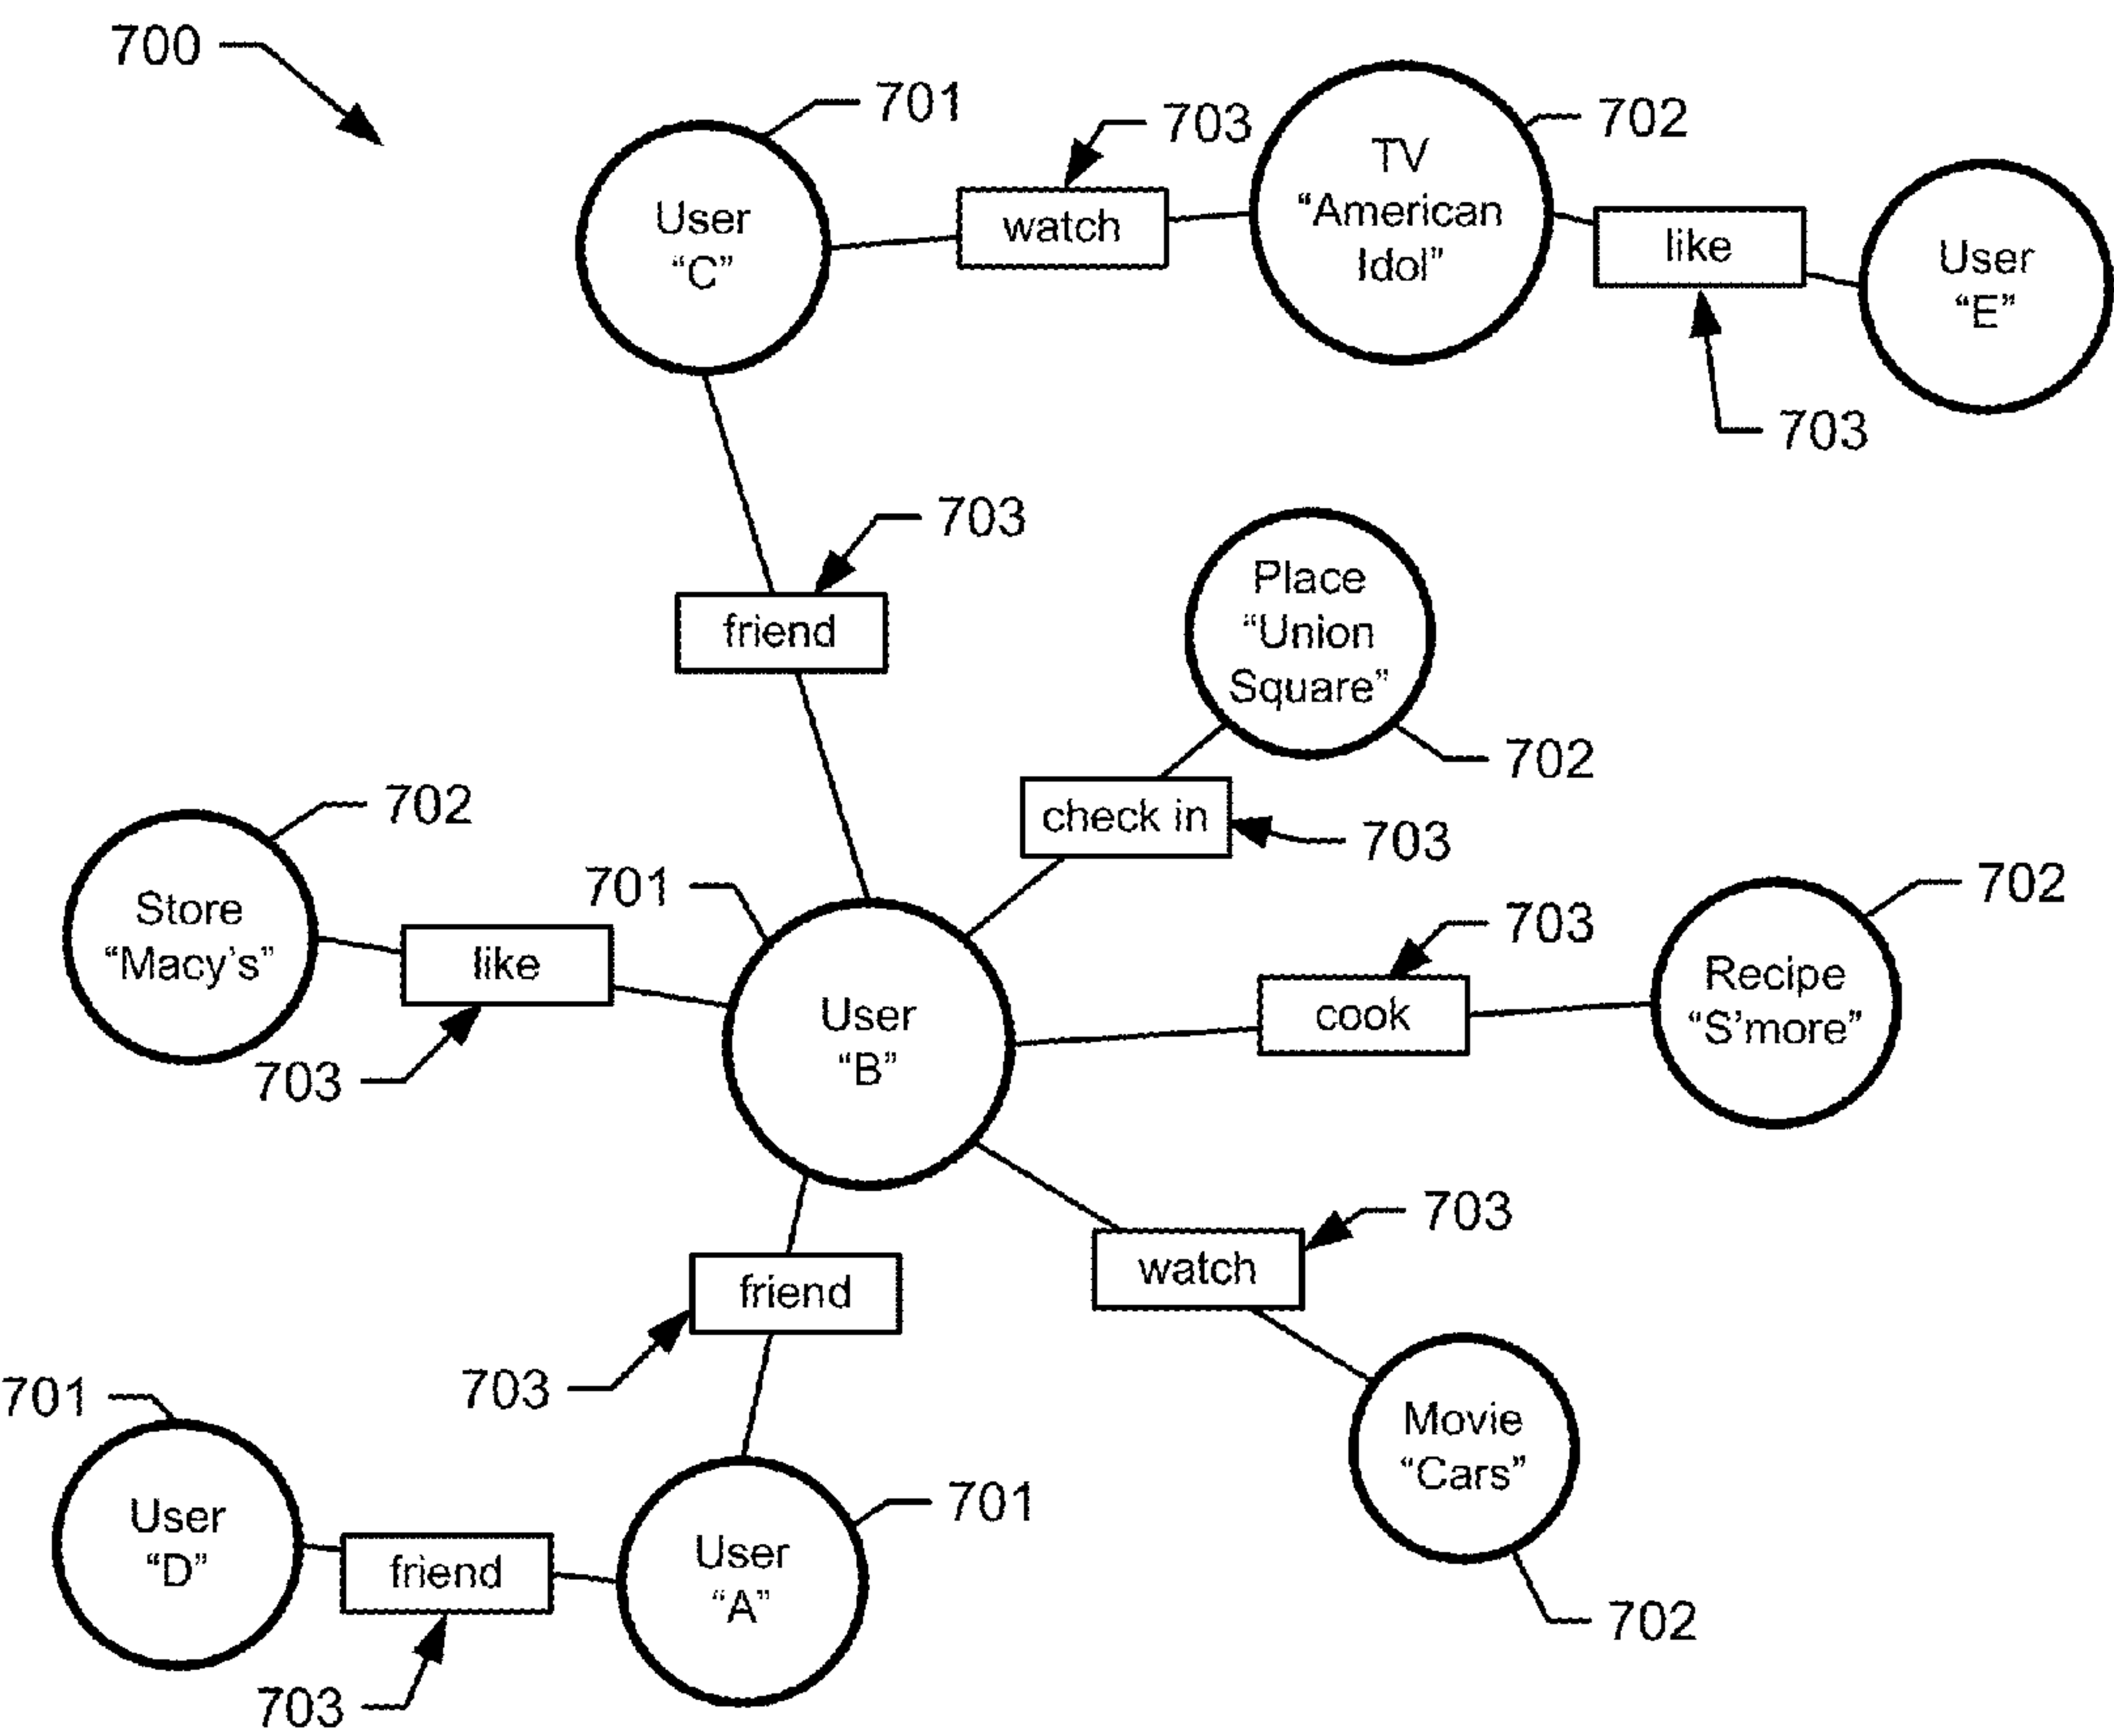 700
701
703
702
TV
“American
Idol”
User
“C”
watch
like
User
“E”
703
703
friend
Place
“Union
Square”
702
check in
703
702
Store
“Macy’s”
like
703
701
User
“B”
703
cook
702
Recipe
“S’more”
703
watch
friend
703
Movie
“Cars”
702
701
User
“D”
friend
703
User
“A”
701